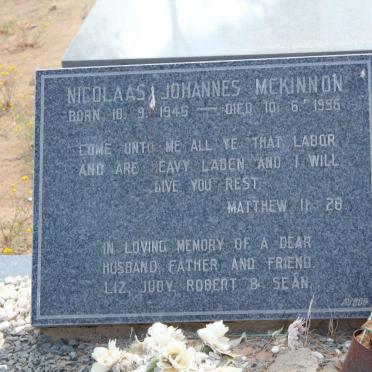 NICOLAAS JOHANNES MCKINNON
BORN 10. 9. 1945 — DIED 10. 6. 1996
COME UNTO ME ALL YE THAT LABOR
AND ARE HEAVY LADEN AND I WILL
GIVE YOU REST
MATTHEW 11: 28
IN LOVING MEMORY OF A DEAR
HUSBAND, FATHER AND FRIEND.
LIZ, JUDY, ROBERT & SEAN.